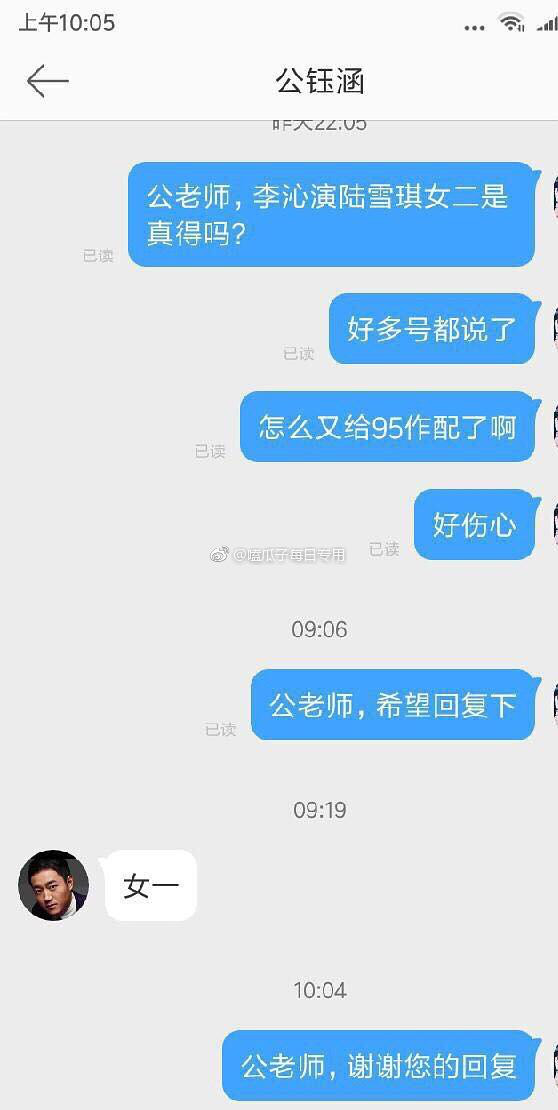 上午10:05
公钰涵
昨天22:05
公老师，李沁演陆雪琪女二是
真得吗？
已读
好多号都说了
已读
怎么又给95作配了啊
已读
好伤心
已读
@嗑瓜子每日专用
09:06
公老师，希望回复下
已读
09:19
女一
10:04
公老师，谢谢您的回复